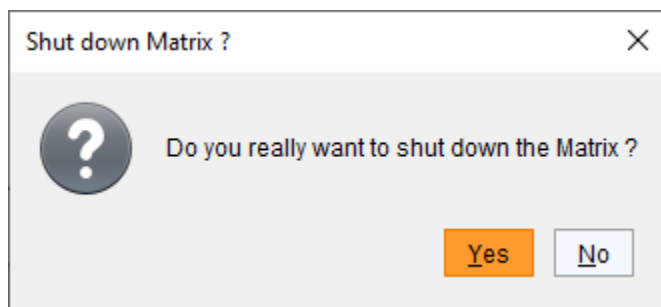 Shut down Matrix ?
Do you really want to shut down the Matrix ?
Yes No